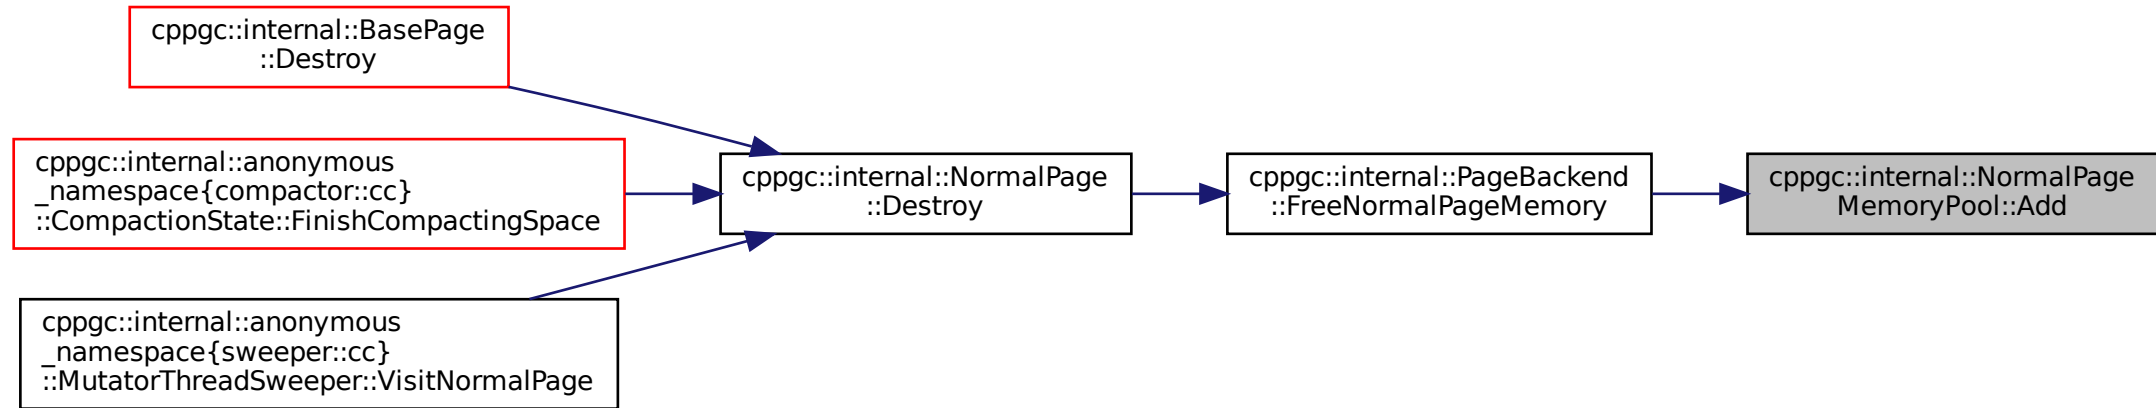 cppgc::internal::BasePage
::Destroy
cppgc::internal::anonymous
_namespace{compactor::cc}
::CompactionState::FinishCompactingSpace
cppgc::internal::anonymous
_namespace{sweeper::cc}
::MutatorThreadSweeper::VisitNormalPage
cppgc::internal::NormalPage
::Destroy
cppgc::internal::PageBackend
::FreeNormalPageMemory
cppgc::internal::NormalPage
MemoryPool::Add